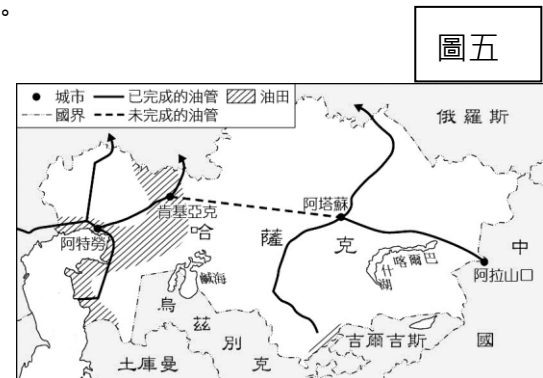 。
圖五
城市 已完成的油管 油田
國界 未完成的油管
俄羅斯
阿塔蘇
肯基亞克
阿特勞
哈薩克
中國
阿拉山口
鹹海
巴爾喀什湖
烏茲別克
吉爾吉斯
土庫曼